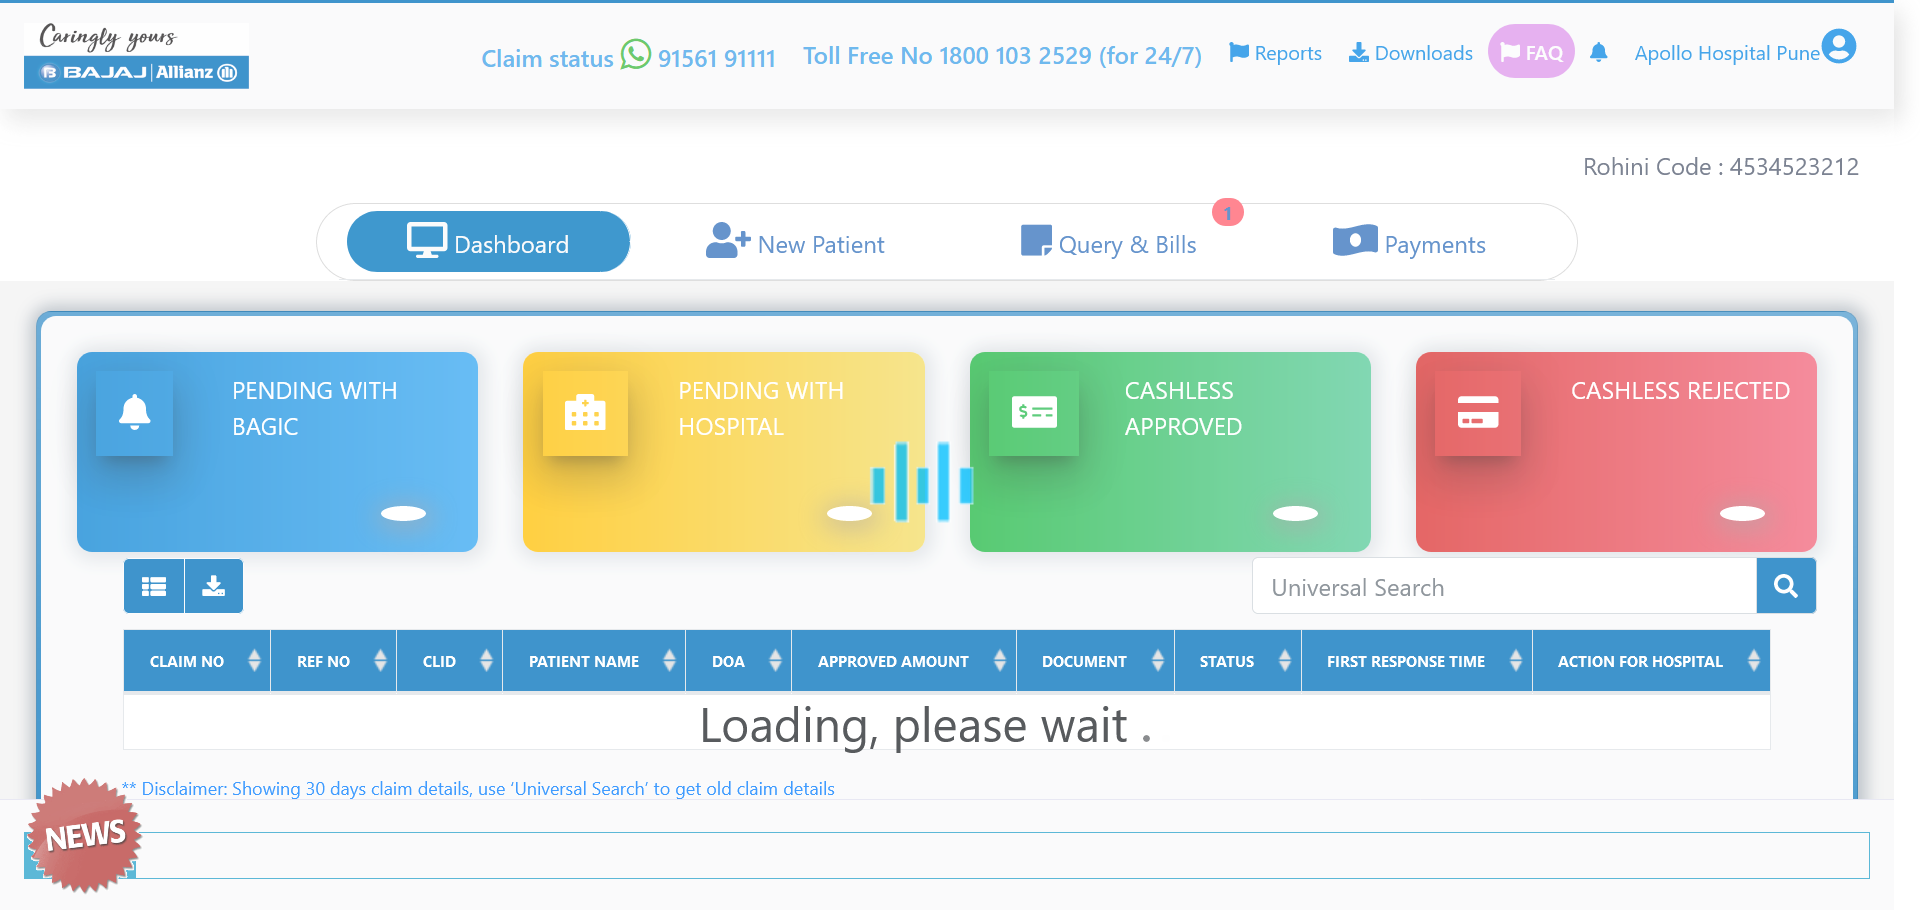 Caringly yours
BAJAJ | Allianz
Claim status 91561 91111
Toll Free No 1800 103 2529 (for 24/7)
Reports
Downloads
FAQ
Apollo Hospital Pune
Rohini Code : 4534523212
Dashboard
New Patient
Query & Bills
1
Payments
PENDING WITH
BAGIC
PENDING WITH
HOSPITAL
CASHLESS
APPROVED
CASHLESS REJECTED
Universal Search
CLAIM NO REF NO CLID PATIENT NAME DOA APPROVED AMOUNT DOCUMENT STATUS FIRST RESPONSE TIME ACTION FOR HOSPITAL
Loading, please wait .
** Disclaimer: Showing 30 days claim details, use ‘Universal Search’ to get old claim details
NEWS